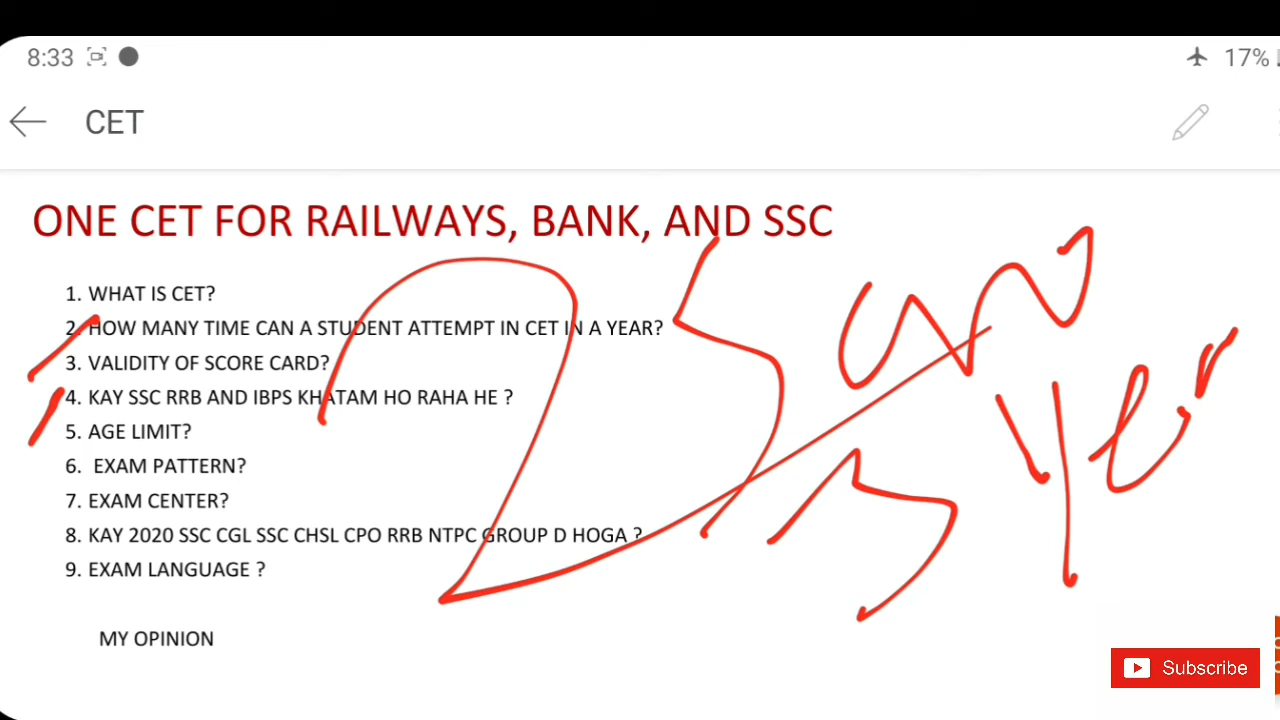 8:33 17%
CET
ONE CET FOR RAILWAYS, BANK, AND SSC
1. WHAT IS CET?
2. HOW MANY TIME CAN A STUDENT ATTEMPT IN CET IN A YEAR?
3. VALIDITY OF SCORE CARD?
4. KAY SSC RRB AND IBPS KHATAM HO RAHA HE ?
5. AGE LIMIT?
6. EXAM PATTERN?
7. EXAM CENTER?
8. KAY 2020 SSC CGL SSC CHSL CPO RRB NTPC GROUP D HOGA ?
9. EXAM LANGUAGE ?
2
3 Yer
MY OPINION
Subscribe